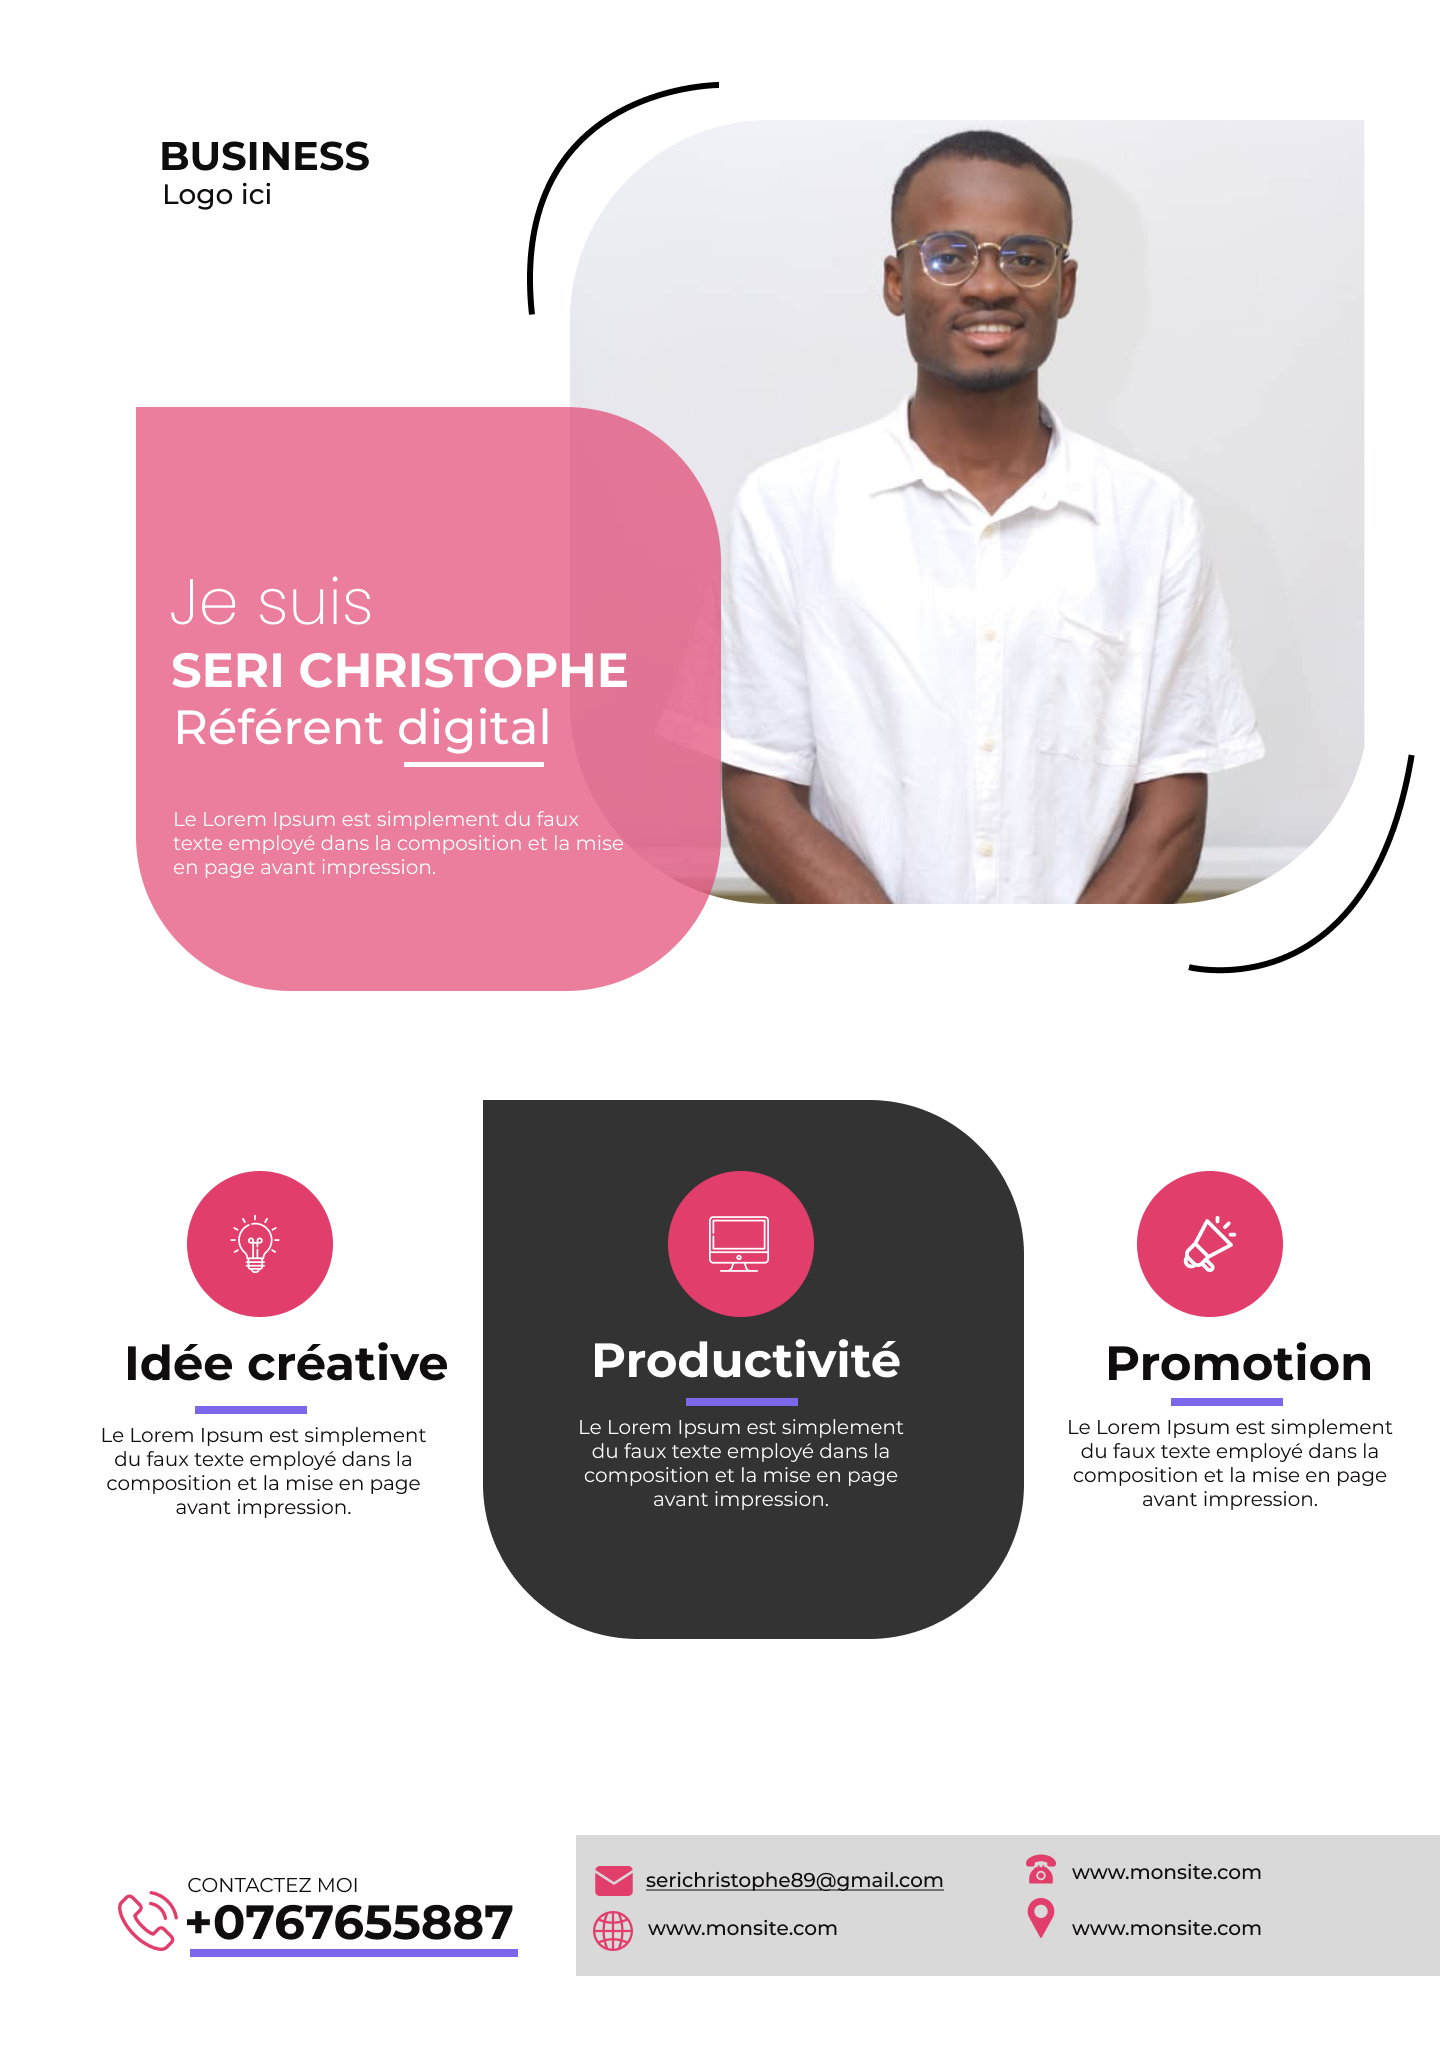 BUSINESS
Logo ici
Je suis
SERI CHRISTOPHE
Référent digital
Le Lorem Ipsum est simplement du faux
texte employé dans la composition et la mise
en page avant impression.
Idée créative
Le Lorem Ipsum est simplement
du faux texte employé dans la
composition et la mise en page
avant impression.
Productivité
Le Lorem Ipsum est simplement
du faux texte employé dans la
composition et la mise en page
avant impression.
Promotion
Le Lorem Ipsum est simplement
du faux texte employé dans la
composition et la mise en page
avant impression.
CONTACTEZ MOI
+0767655887
serichristophe89@gmail.com
www.monsite.com
www.monsite.com
www.monsite.com